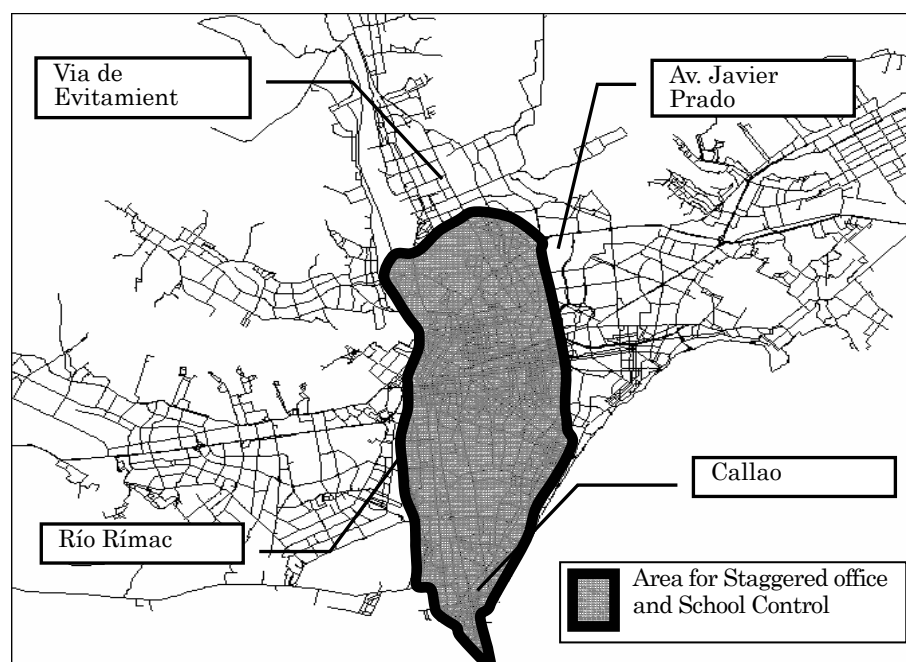 Via de
Evitamient
Av. Javier
Prado
Callao
Río Rímac
Area for Staggered office
and School Control